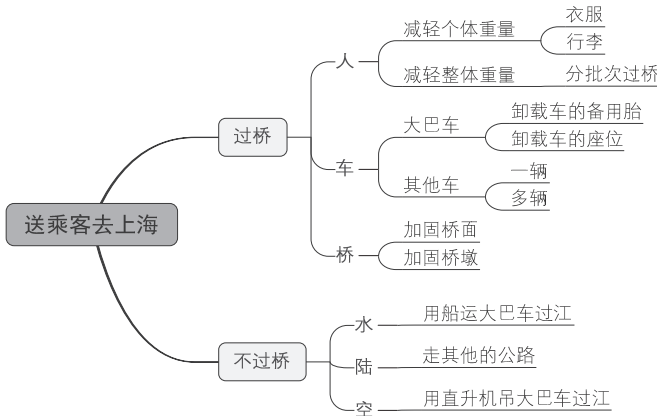 送乘客去上海
过桥
人
减轻个体重量
衣服
行李
减轻整体重量
分批次过桥
车
大巴车
卸载车的备用胎
卸载车的座位
其他车
一辆
多辆
桥
加固桥面
加固桥墩
不过桥
水
用船运大巴车过江
陆
走其他的公路
空
用直升机吊大巴车过江